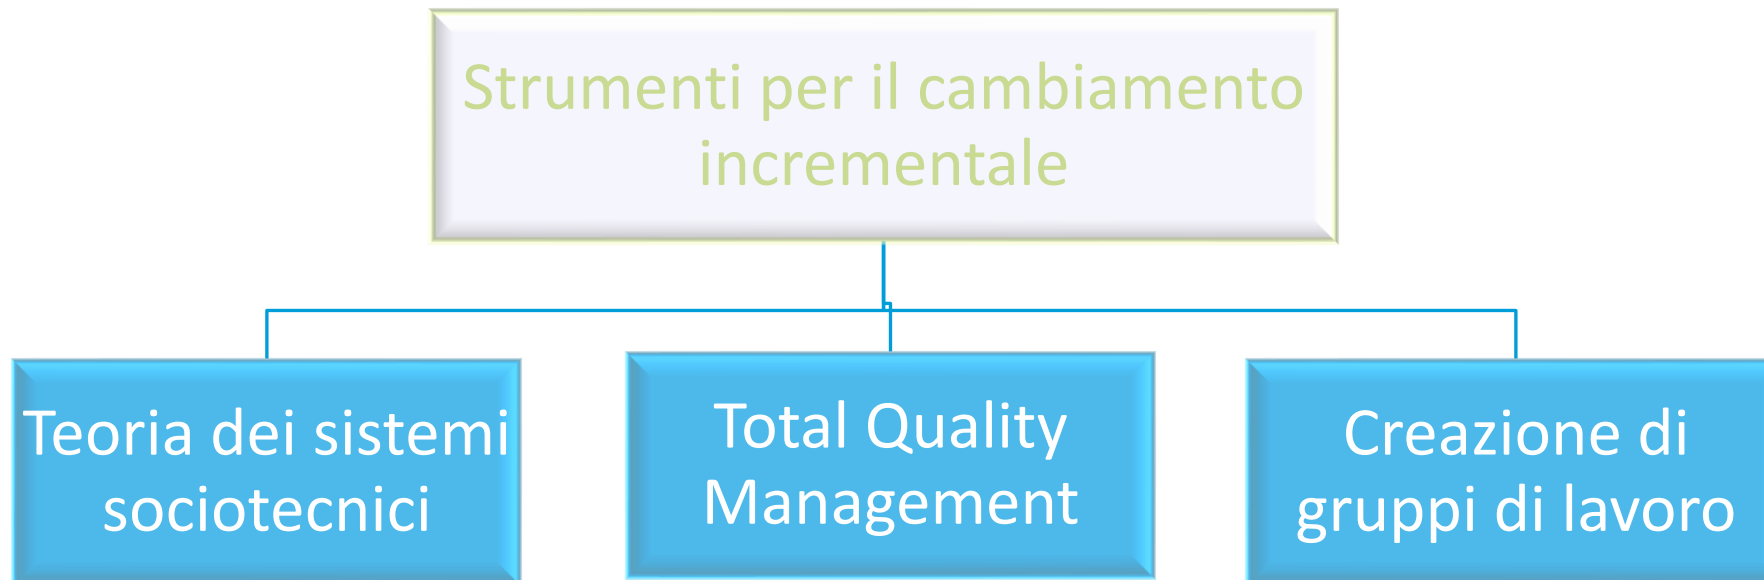 Strumenti per il cambiamento
incrementale
Teoria dei sistemi
sociotecnici
Total Quality
Management
Creazione di
gruppi di lavoro